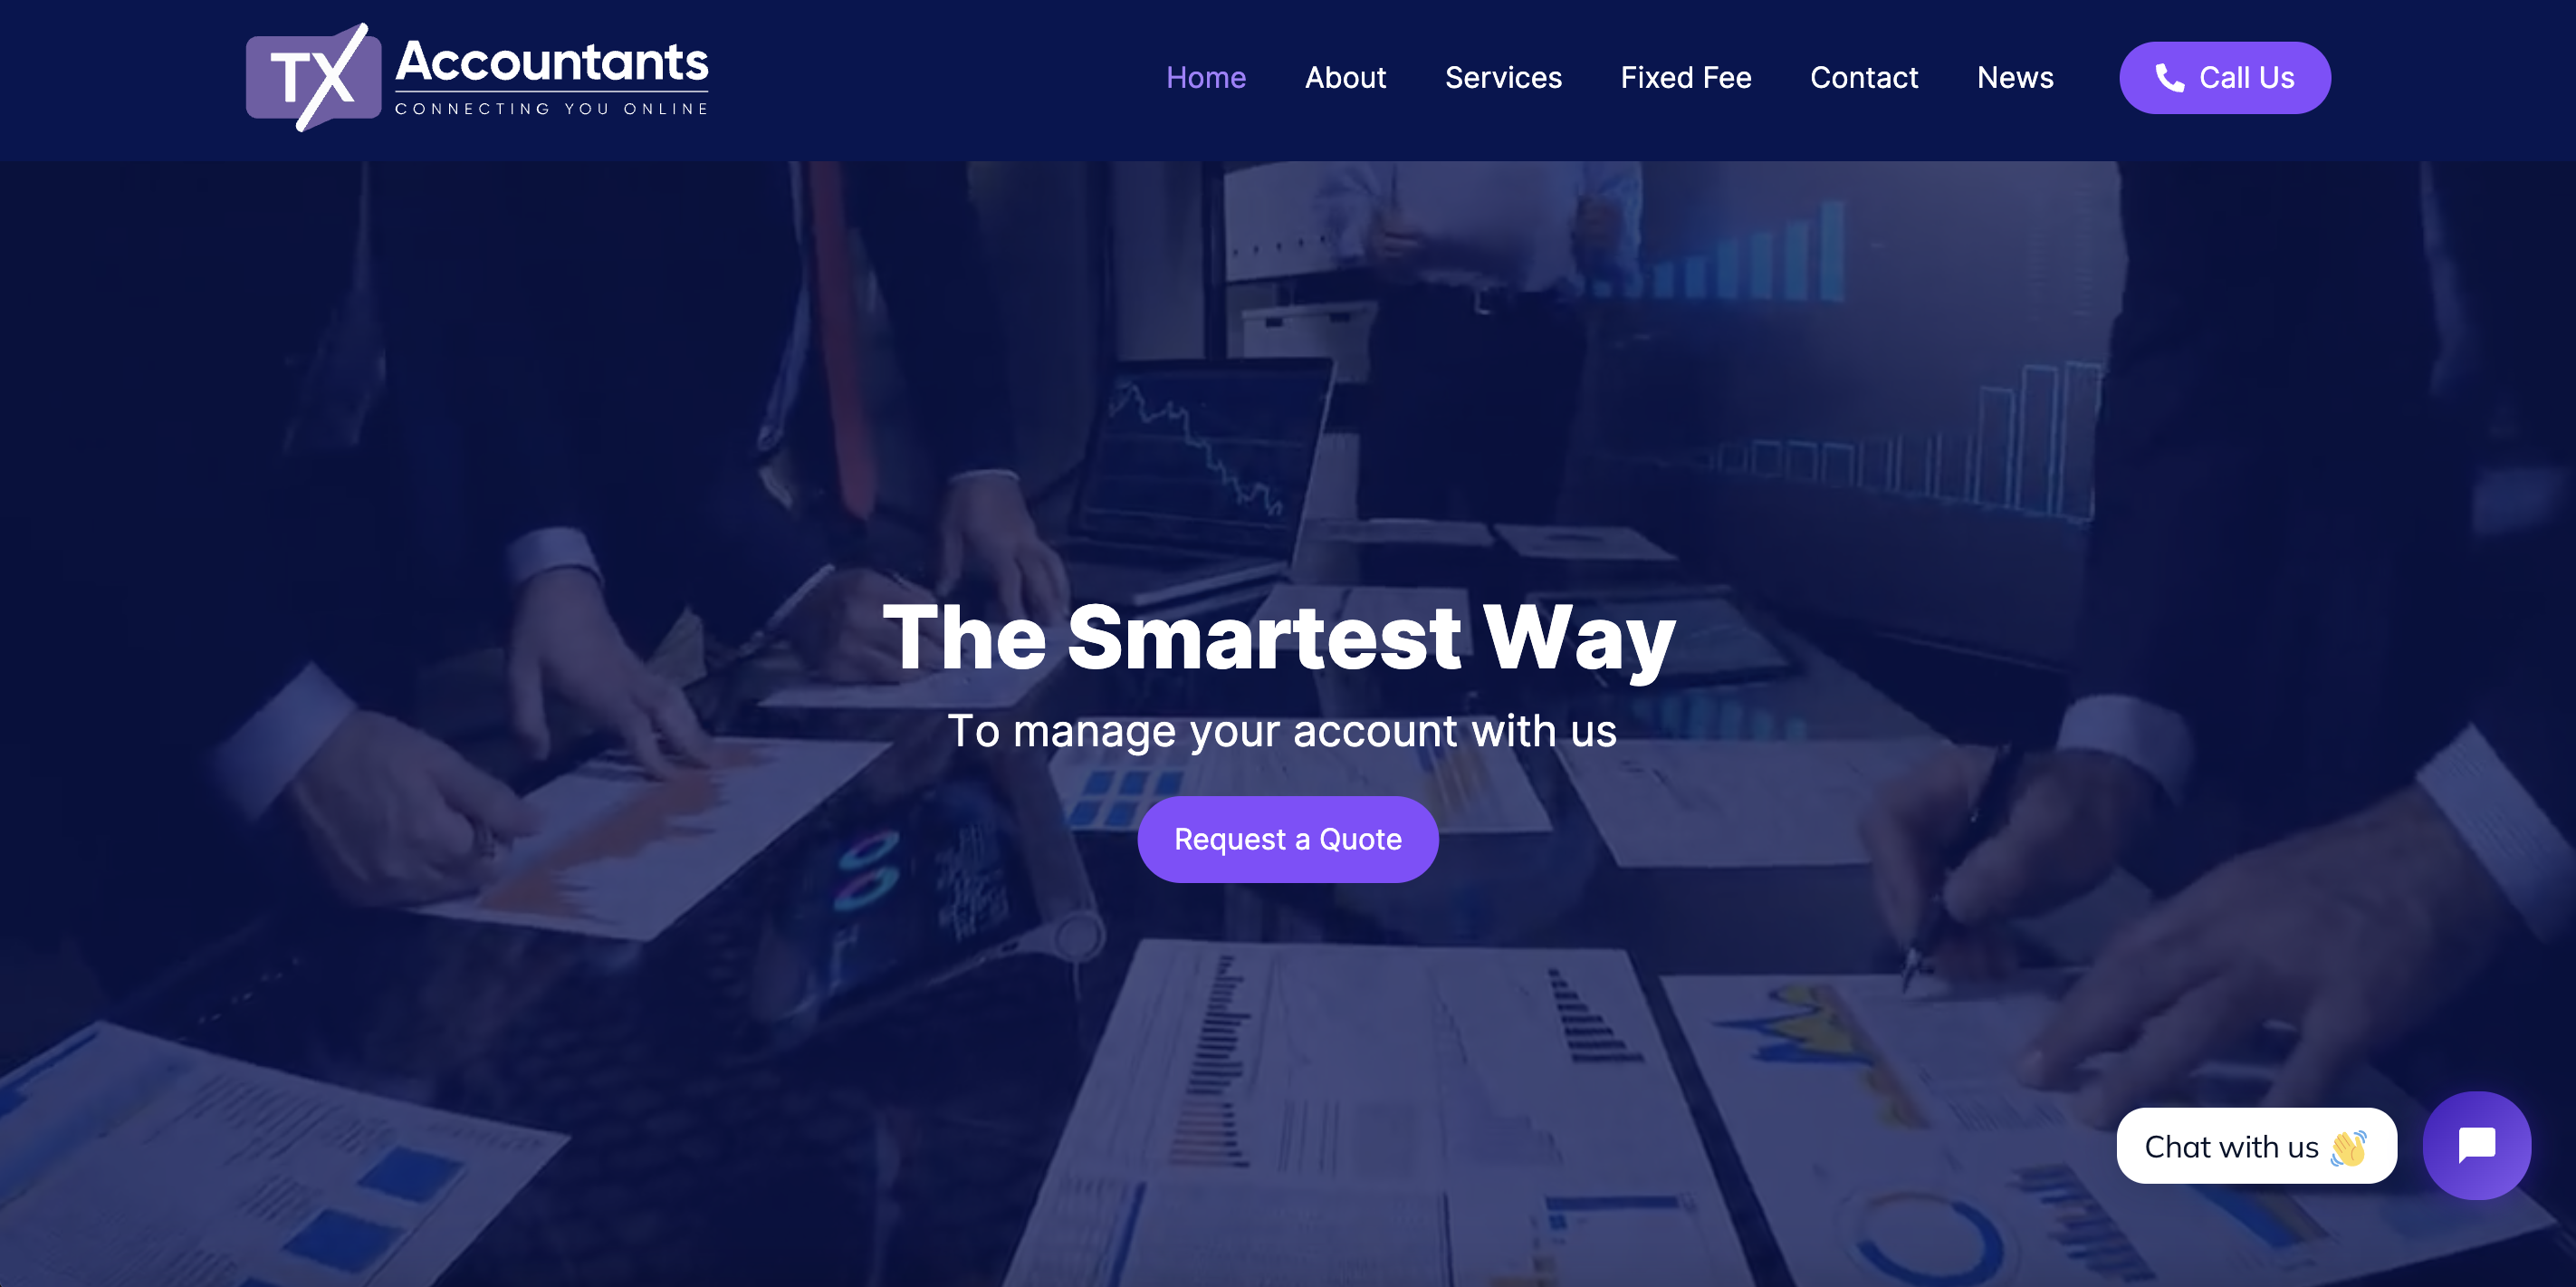 TX Accountants
CONNECTING YOU ONLINE
Home
About
Services
Fixed Fee
Contact
News
Call Us
The Smartest Way
To manage your account with us
Request a Quote
Chat with us 👋